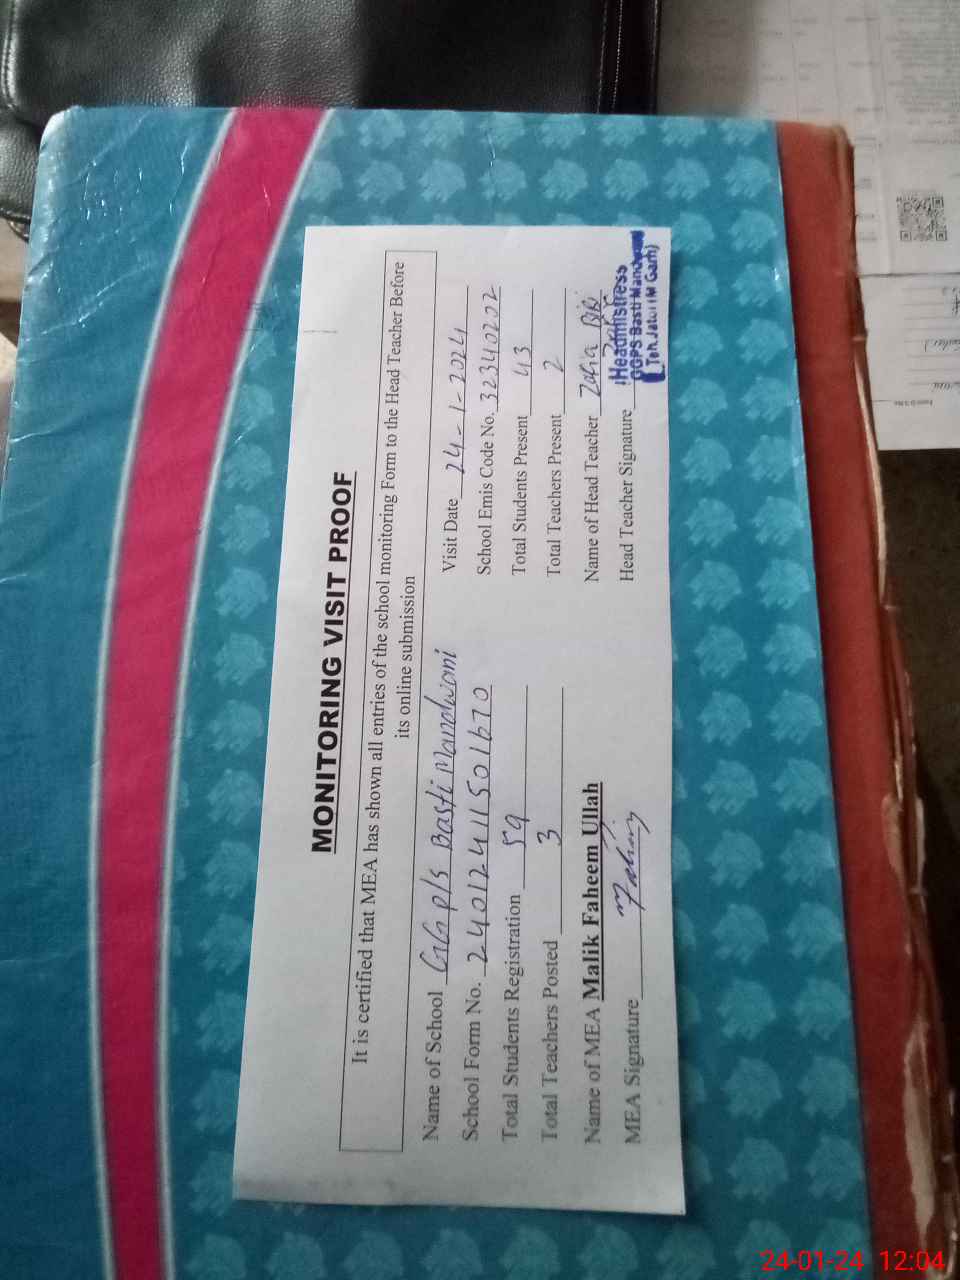 MONITORING VISIT PROOF
It is certified that MEA has shown all entries of the school monitoring Form to the Head Teacher Before
its online submission
Name of School GG p/s Basti Mandwani
Visit Date 24-1-2024
School Form No. 24012411501670
School Emis Code No. 32340202
Total Students Registration 59
Total Students Present 43
Total Teachers Posted 3
Total Teachers Present 2
Name of MEA Malik Faheem Ullah
Name of Head Teacher Zakia Bibi
MEA Signature Fahim
Head Teacher Signature
Headmistress
GGPS Basti Mandwani
Teh. Jatoi (M Garh)
24-01-24 12:04